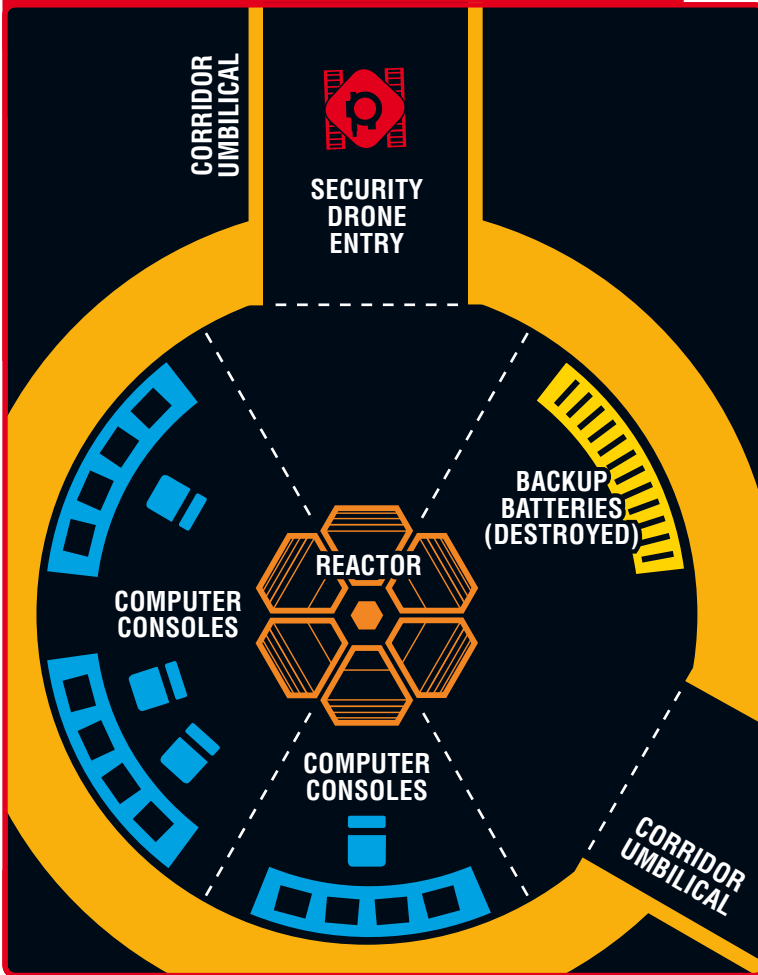 CORRIDOR
UMBILICAL
SECURITY
DRONE
ENTRY
BACKUP
BATTERIES
(DESTROYED)
REACTOR
COMPUTER
CONSOLES
COMPUTER
CONSOLES
CORRIDOR
UMBILICAL